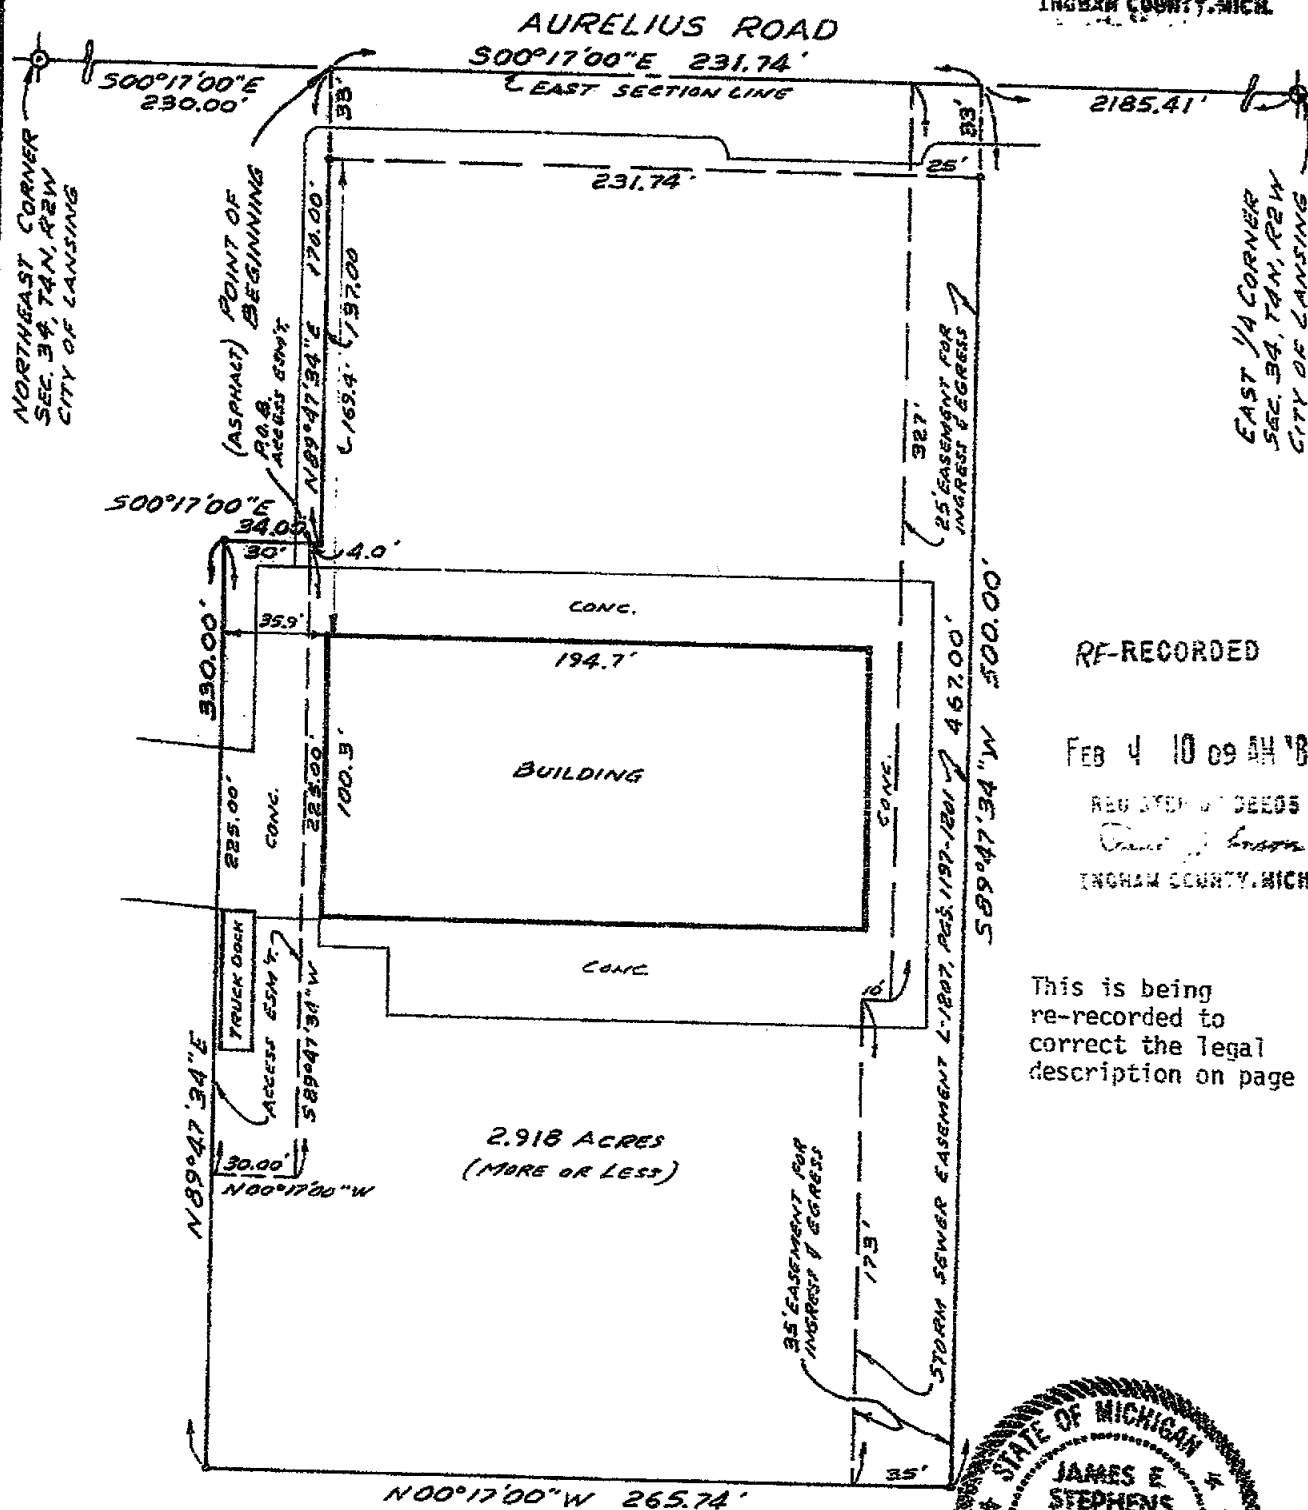 INGHAM COUNTY, MICH.
AURELIUS ROAD
S00°17'00"E 231.74'
S00°17'00"E
230.00'
EAST SECTION LINE
2185.41'
33'
33'
25'
231.74'
NORTHEAST CORNER
SEC. 34, T4N, R2W
CITY OF LANSING
EAST 1/4 CORNER
SEC. 34, T4N, R2W
CITY OF LANSING
(ASPHALT) POINT OF
BEGINNING
P.O.B.
ACCESS ESM'T.
N89°47'34"E 170.00'
169.4'
137.00
327'
25' EASEMENT FOR
INGRESS & EGRESS
S00°17'00"E
34.00'
30'
4.0'
CONC.
35.9'
194.7'
330.00'
225.00'
CONC.
225.00'
100.3'
BUILDING
CONC.
467.00'
S89°47'34"W 500.00'
RE-RECORDED
FEB 4 10 09 AM '8
REGISTER OF DEEDS
INGHAM COUNTY, MICH
TRUCK DOCK
ACCESS ESM'T.
S89°47'34"W
CONC
10'
This is being
re-recorded to
correct the legal
description on page
N89°47'34"E
30.00'
N00°17'00"W
2.918 ACRES
(MORE OR LESS)
35' EASEMENT FOR
INGRESS & EGRESS
173'
STORM SEWER EASEMENT L-1207, PGS. 1197-1201
35'
N00°17'00"W 265.74'
STATE OF MICHIGAN
JAMES E.
STEPHENS